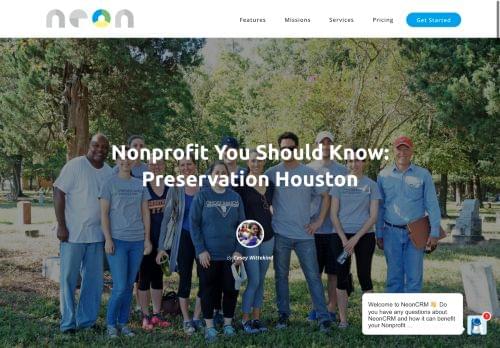 neon
Features Missions Services Pricing Get Started
Nonprofit You Should Know:
Preservation Houston
By Casey Wittekind
Welcome to NeonCRM 👋 Do
you have any questions about
NeonCRM and how it can benefit
your Nonprofit ...